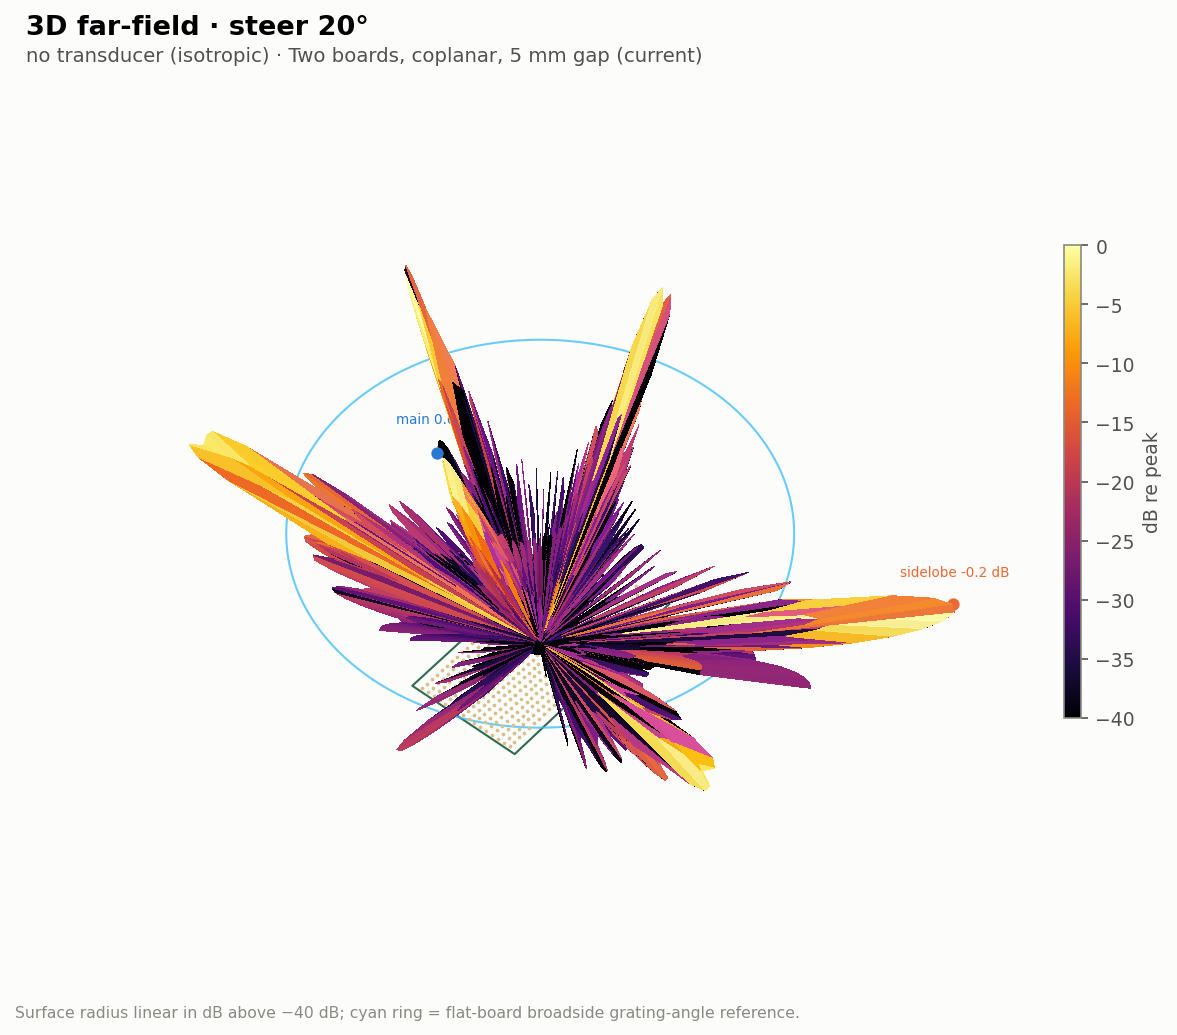 3D far-field · steer 20°
no transducer (isotropic) · Two boards, coplanar, 5 mm gap (current)
0
−5
−10
−15
−20
−25
−30
−35
−40
dB re peak
main
sidelobe -0.2 dB
Surface radius linear in dB above −40 dB; cyan ring = flat-board broadside grating-angle reference.